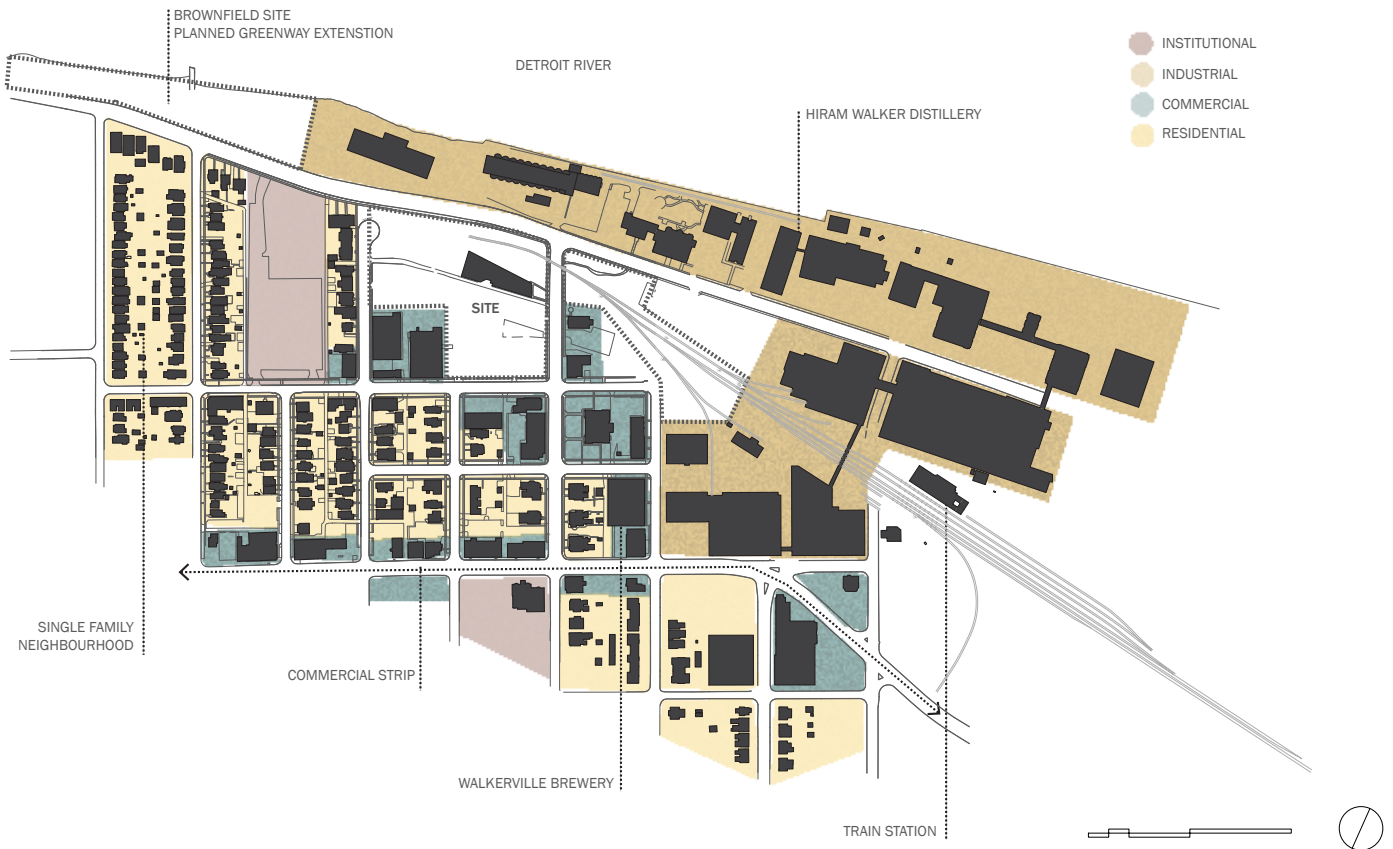 BROWNFIELD SITE
PLANNED GREENWAY EXTENSTION
DETROIT RIVER
INSTITUTIONAL
INDUSTRIAL
COMMERCIAL
RESIDENTIAL
HIRAM WALKER DISTILLERY
SITE
SINGLE FAMILY
NEIGHBOURHOOD
COMMERCIAL STRIP
WALKERVILLE BREWERY
TRAIN STATION